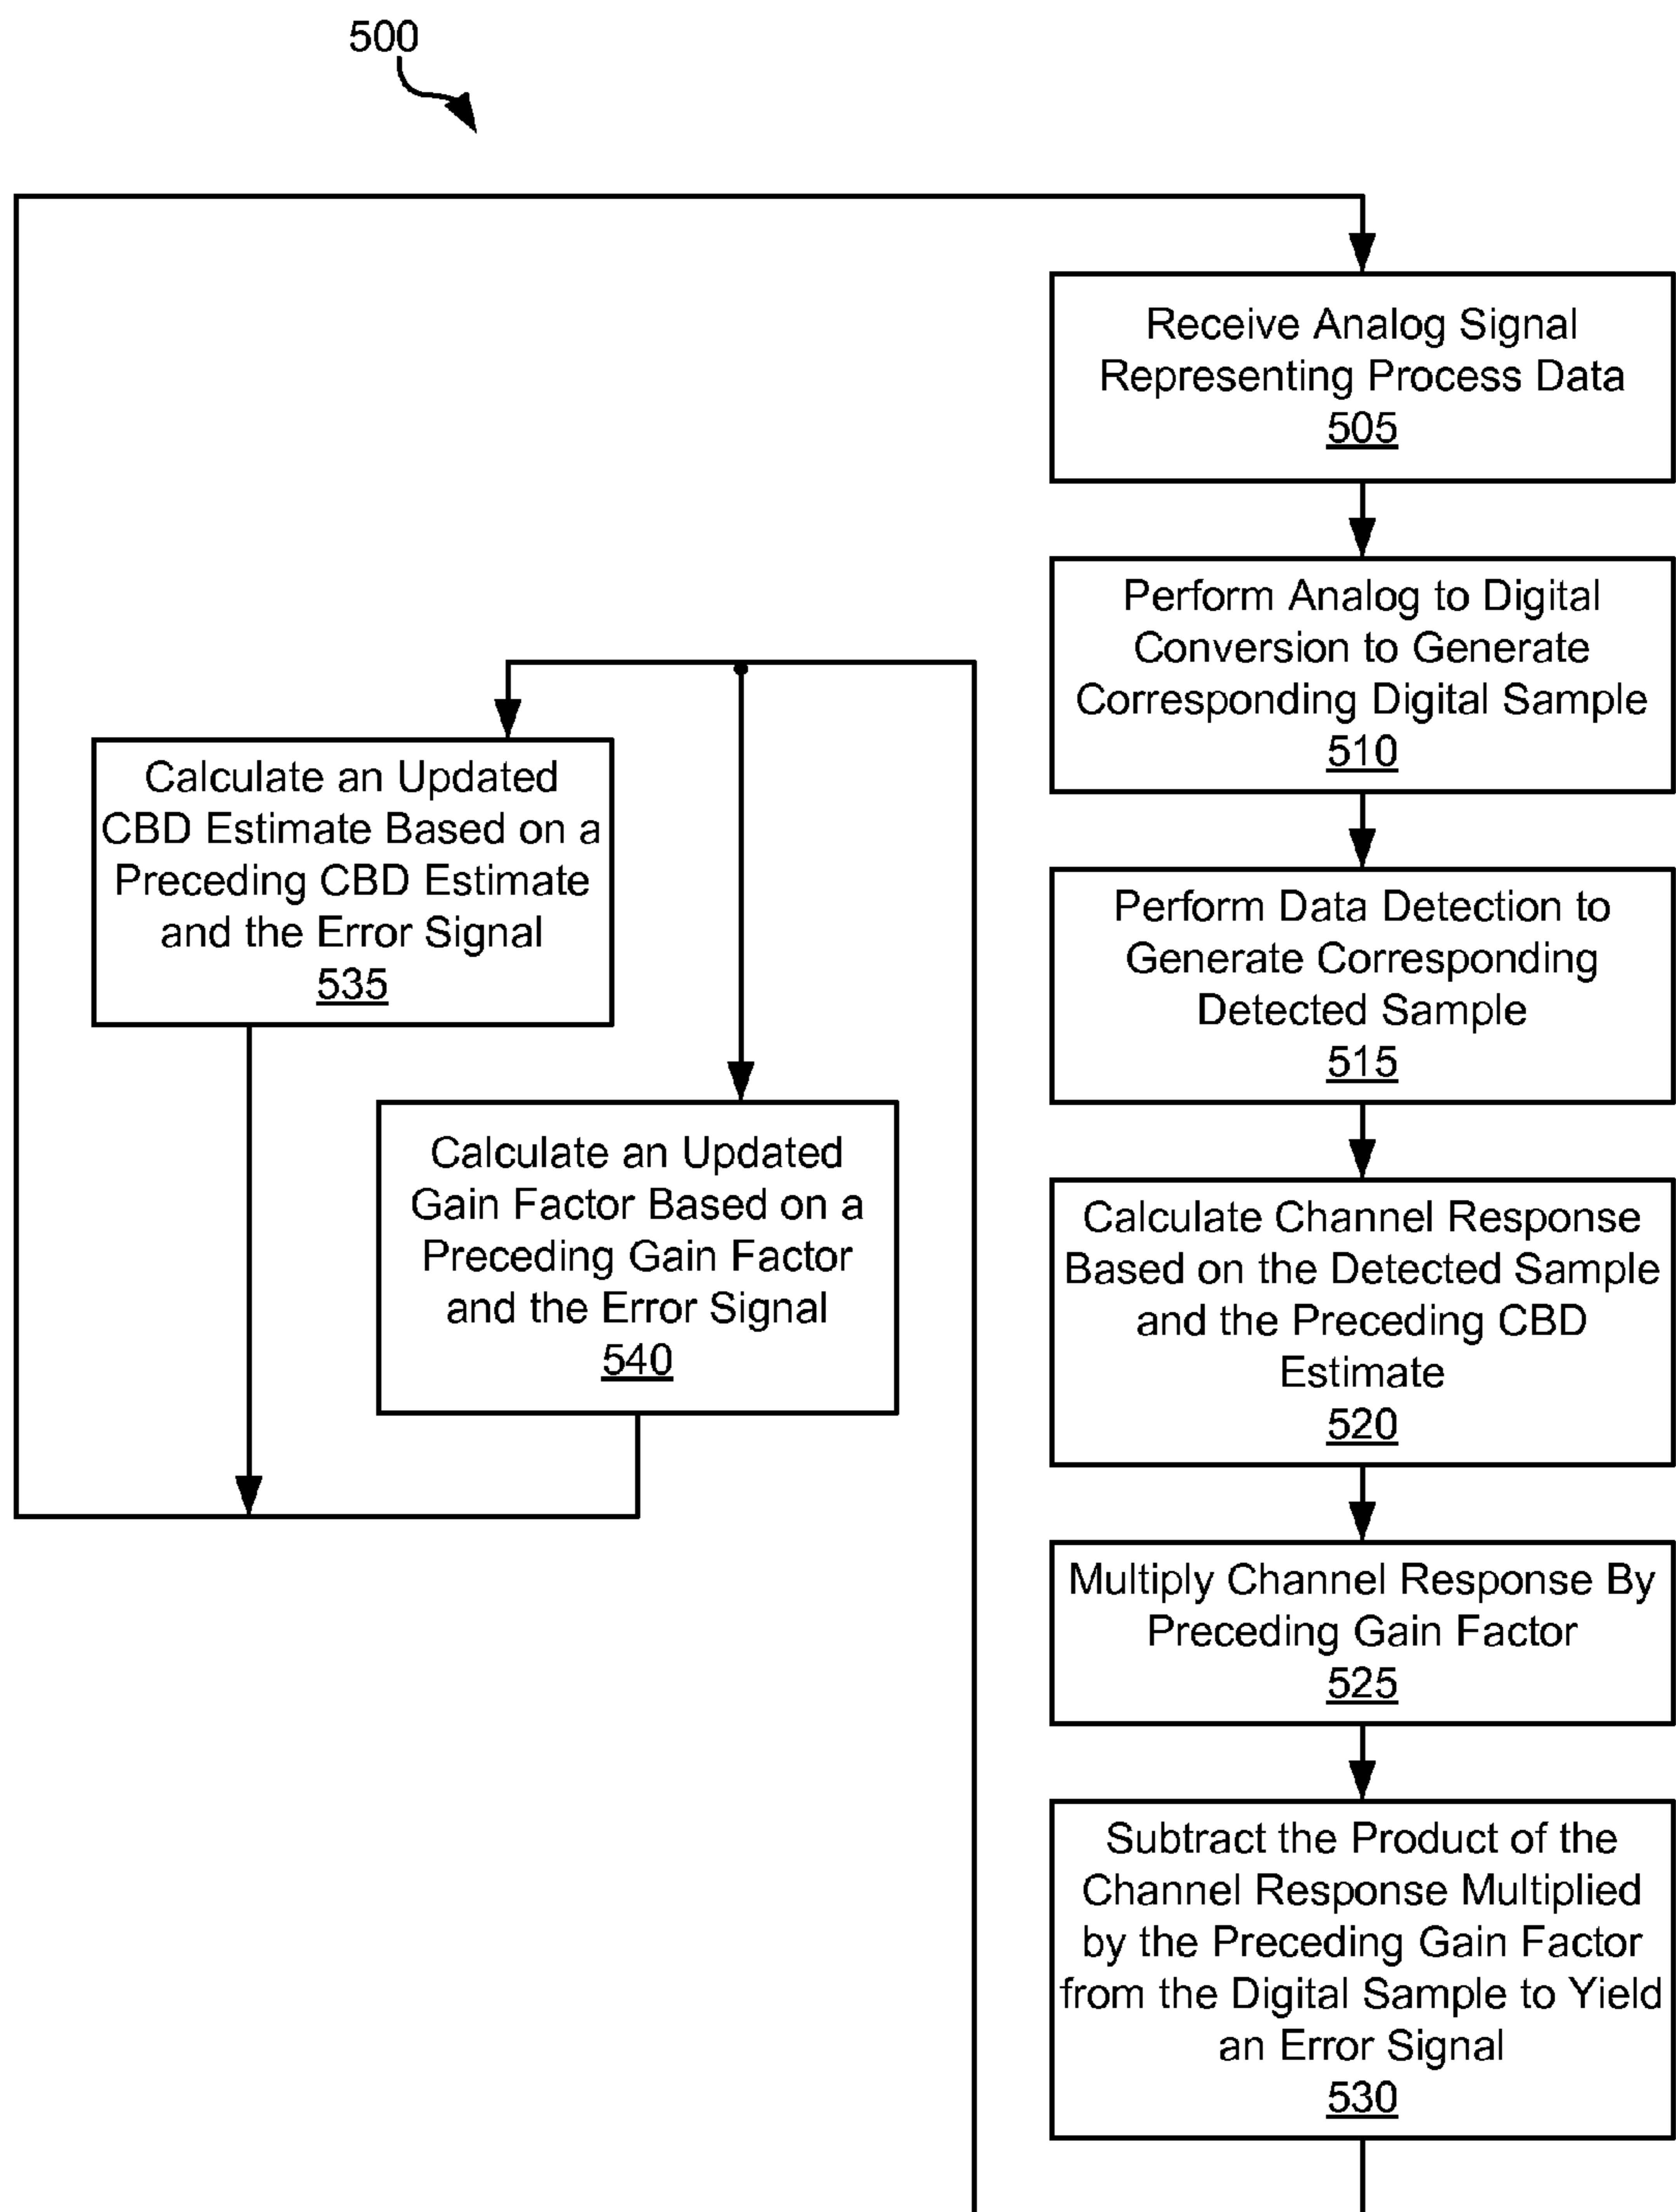 500
Receive Analog Signal
Representing Process Data
505
Perform Analog to Digital
Conversion to Generate
Corresponding Digital Sample
510
Perform Data Detection to
Generate Corresponding
Detected Sample
515
Calculate Channel Response
Based on the Detected Sample
and the Preceding CBD
Estimate
520
Multiply Channel Response By
Preceding Gain Factor
525
Subtract the Product of the
Channel Response Multiplied
by the Preceding Gain Factor
from the Digital Sample to Yield
an Error Signal
530
Calculate an Updated
CBD Estimate Based on a
Preceding CBD Estimate
and the Error Signal
535
Calculate an Updated
Gain Factor Based on a
Preceding Gain Factor
and the Error Signal
540